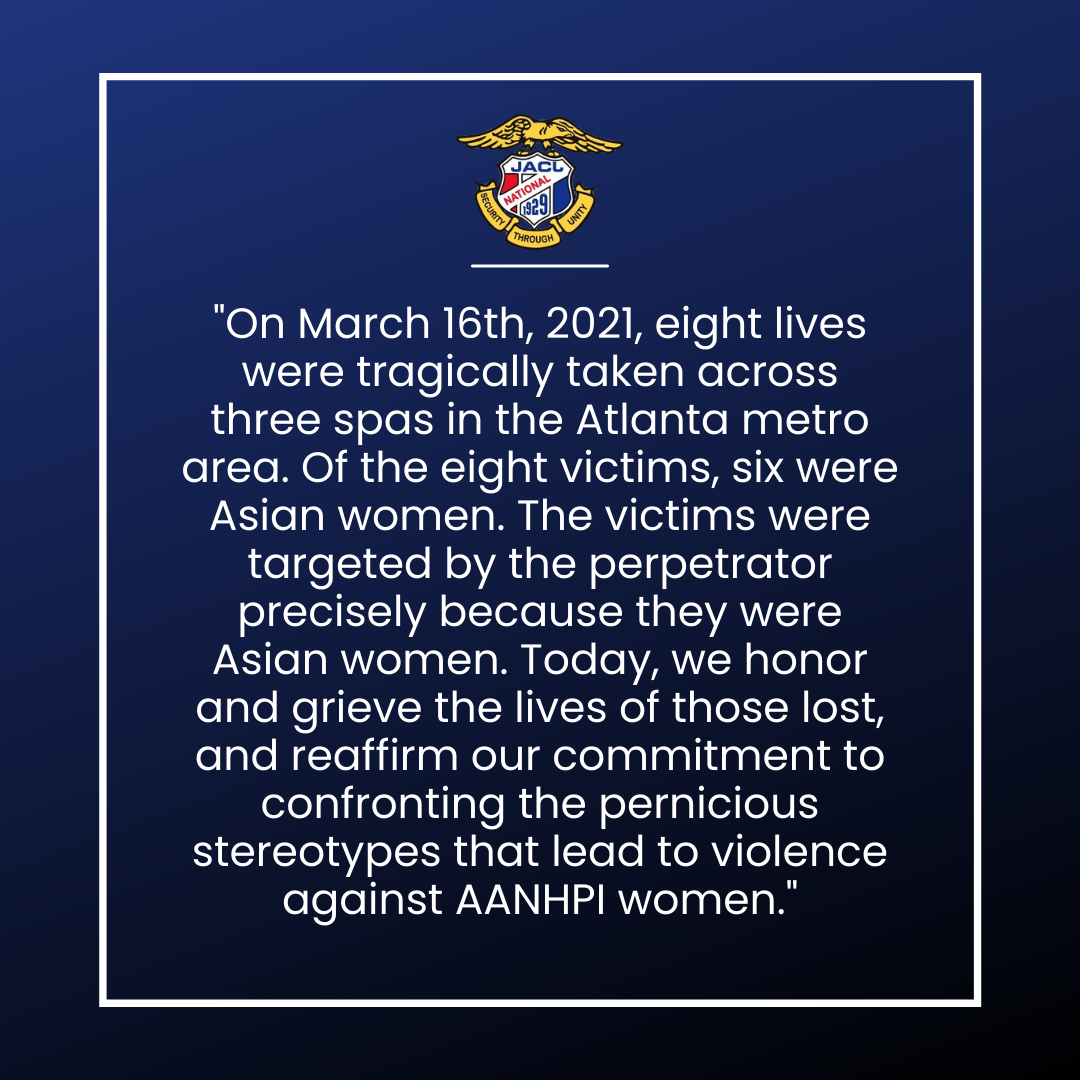 JACL
NATIONAL
1929
SECURITY
THROUGH
UNITY
"On March 16th, 2021, eight lives
were tragically taken across
three spas in the Atlanta metro
area. Of the eight victims, six were
Asian women. The victims were
targeted by the perpetrator
precisely because they were
Asian women. Today, we honor
and grieve the lives of those lost,
and reaffirm our commitment to
confronting the pernicious
stereotypes that lead to violence
against AANHPI women."